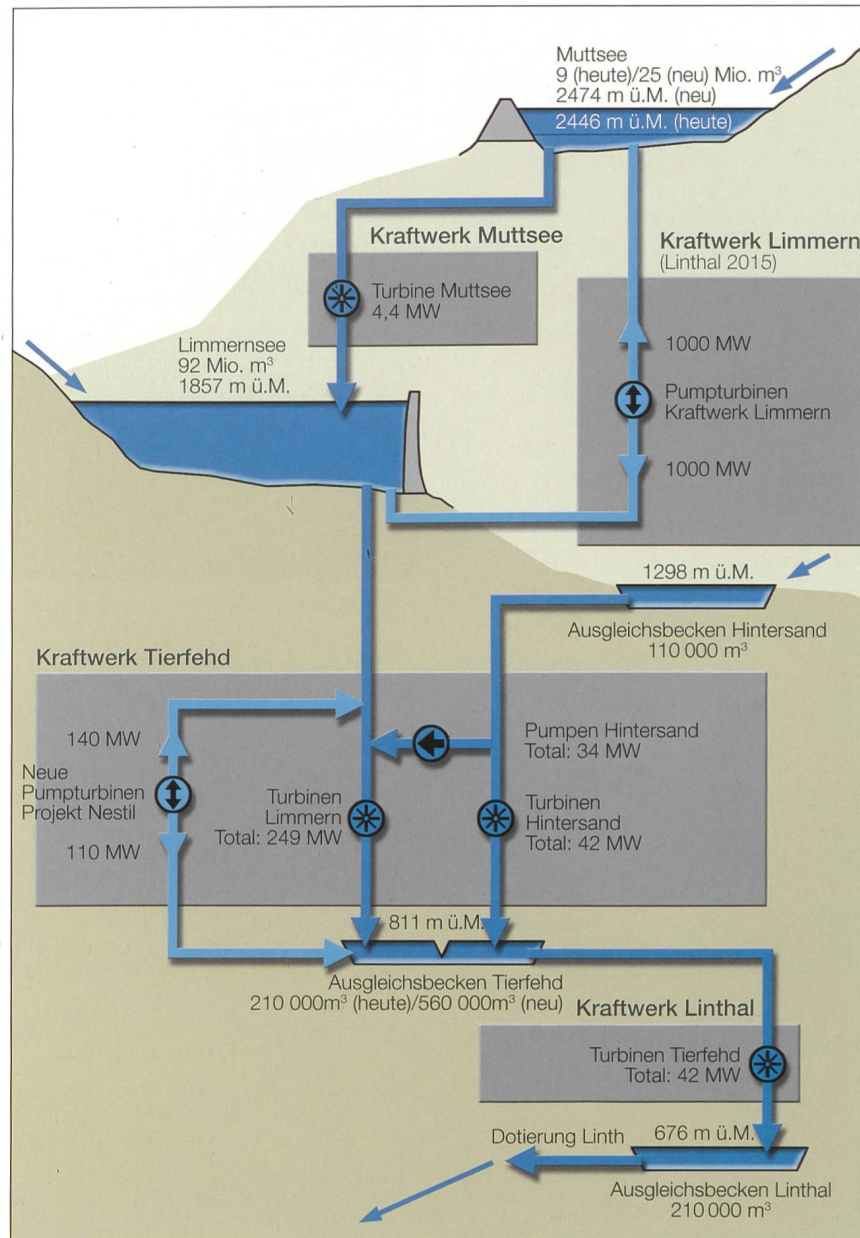 Muttsee
9 (heute)/25 (neu) Mio. m³
2474 m ü.M. (neu)
2446 m ü.M. (heute)
Kraftwerk Muttsee
Kraftwerk Limmern
(Linthal 2015)
Turbine Muttsee
4,4 MW
Limmernsee
92 Mio. m³
1857 m ü.M.
1000 MW
Pumpturbinen
Kraftwerk Limmern
1000 MW
1298 m ü.M.
Ausgleichsbecken Hintersand
110 000 m³
Kraftwerk Tierfehd
140 MW
Neue
Pumpturbinen
Projekt Nestil
110 MW
Pumpen Hintersand
Total: 34 MW
Turbinen
Limmern
Total: 249 MW
Turbinen
Hintersand
Total: 42 MW
811 m ü.M.
Ausgleichsbecken Tierfehd
210 000m³ (heute)/560 000m³ (neu)
Kraftwerk Linthal
Turbinen Tierfehd
Total: 42 MW
Dotierung Linth
676 m ü.M.
Ausgleichsbecken Linthal
210 000 m³